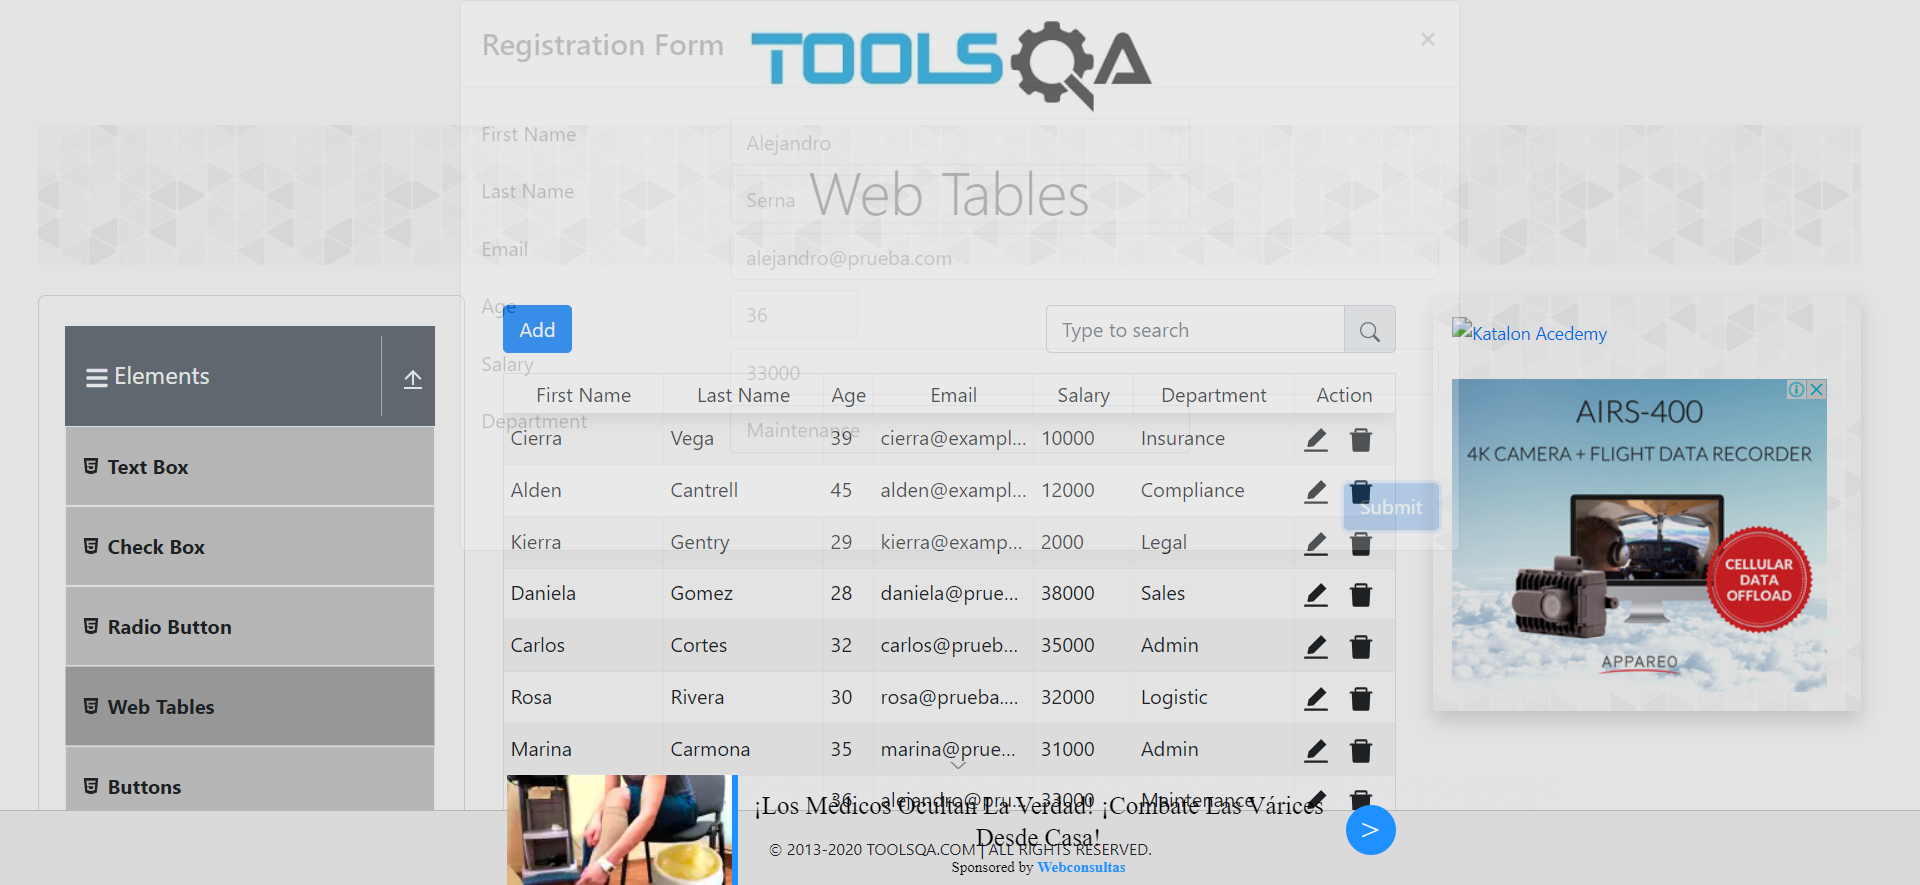 Registration Form
TOOLSQA
×
First Name
Alejandro
Last Name
Serna
Web Tables
Email
alejandro@prueba.com
Age
36
Salary
33000
Department
Maintenance
Submit
Elements
Text Box
Check Box
Radio Button
Web Tables
Buttons
Add
Type to search
First Name Last Name Age Email Salary Department Action
Cierra Vega 39 cierra@exampl... 10000 Insurance
Alden Cantrell 45 alden@exampl... 12000 Compliance
Kierra Gentry 29 kierra@examp... 2000 Legal
Daniela Gomez 28 daniela@prue... 38000 Sales
Carlos Cortes 32 carlos@prueb... 35000 Admin
Rosa Rivera 30 rosa@prueba.... 32000 Logistic
Marina Carmona 35 marina@prue... 31000 Admin
36 alejandro@pru... 33000 Maintenance
Katalon Acedemy
AIRS-400
4K CAMERA + FLIGHT DATA RECORDER
CELLULAR
DATA
OFFLOAD
APPAREO
¡Los Médicos Ocultan La Verdad! ¡Combate Las Várices
Desde Casa!
>
© 2013-2020 TOOLSQA.COM | ALL RIGHTS RESERVED.
Sponsored by Webconsultas